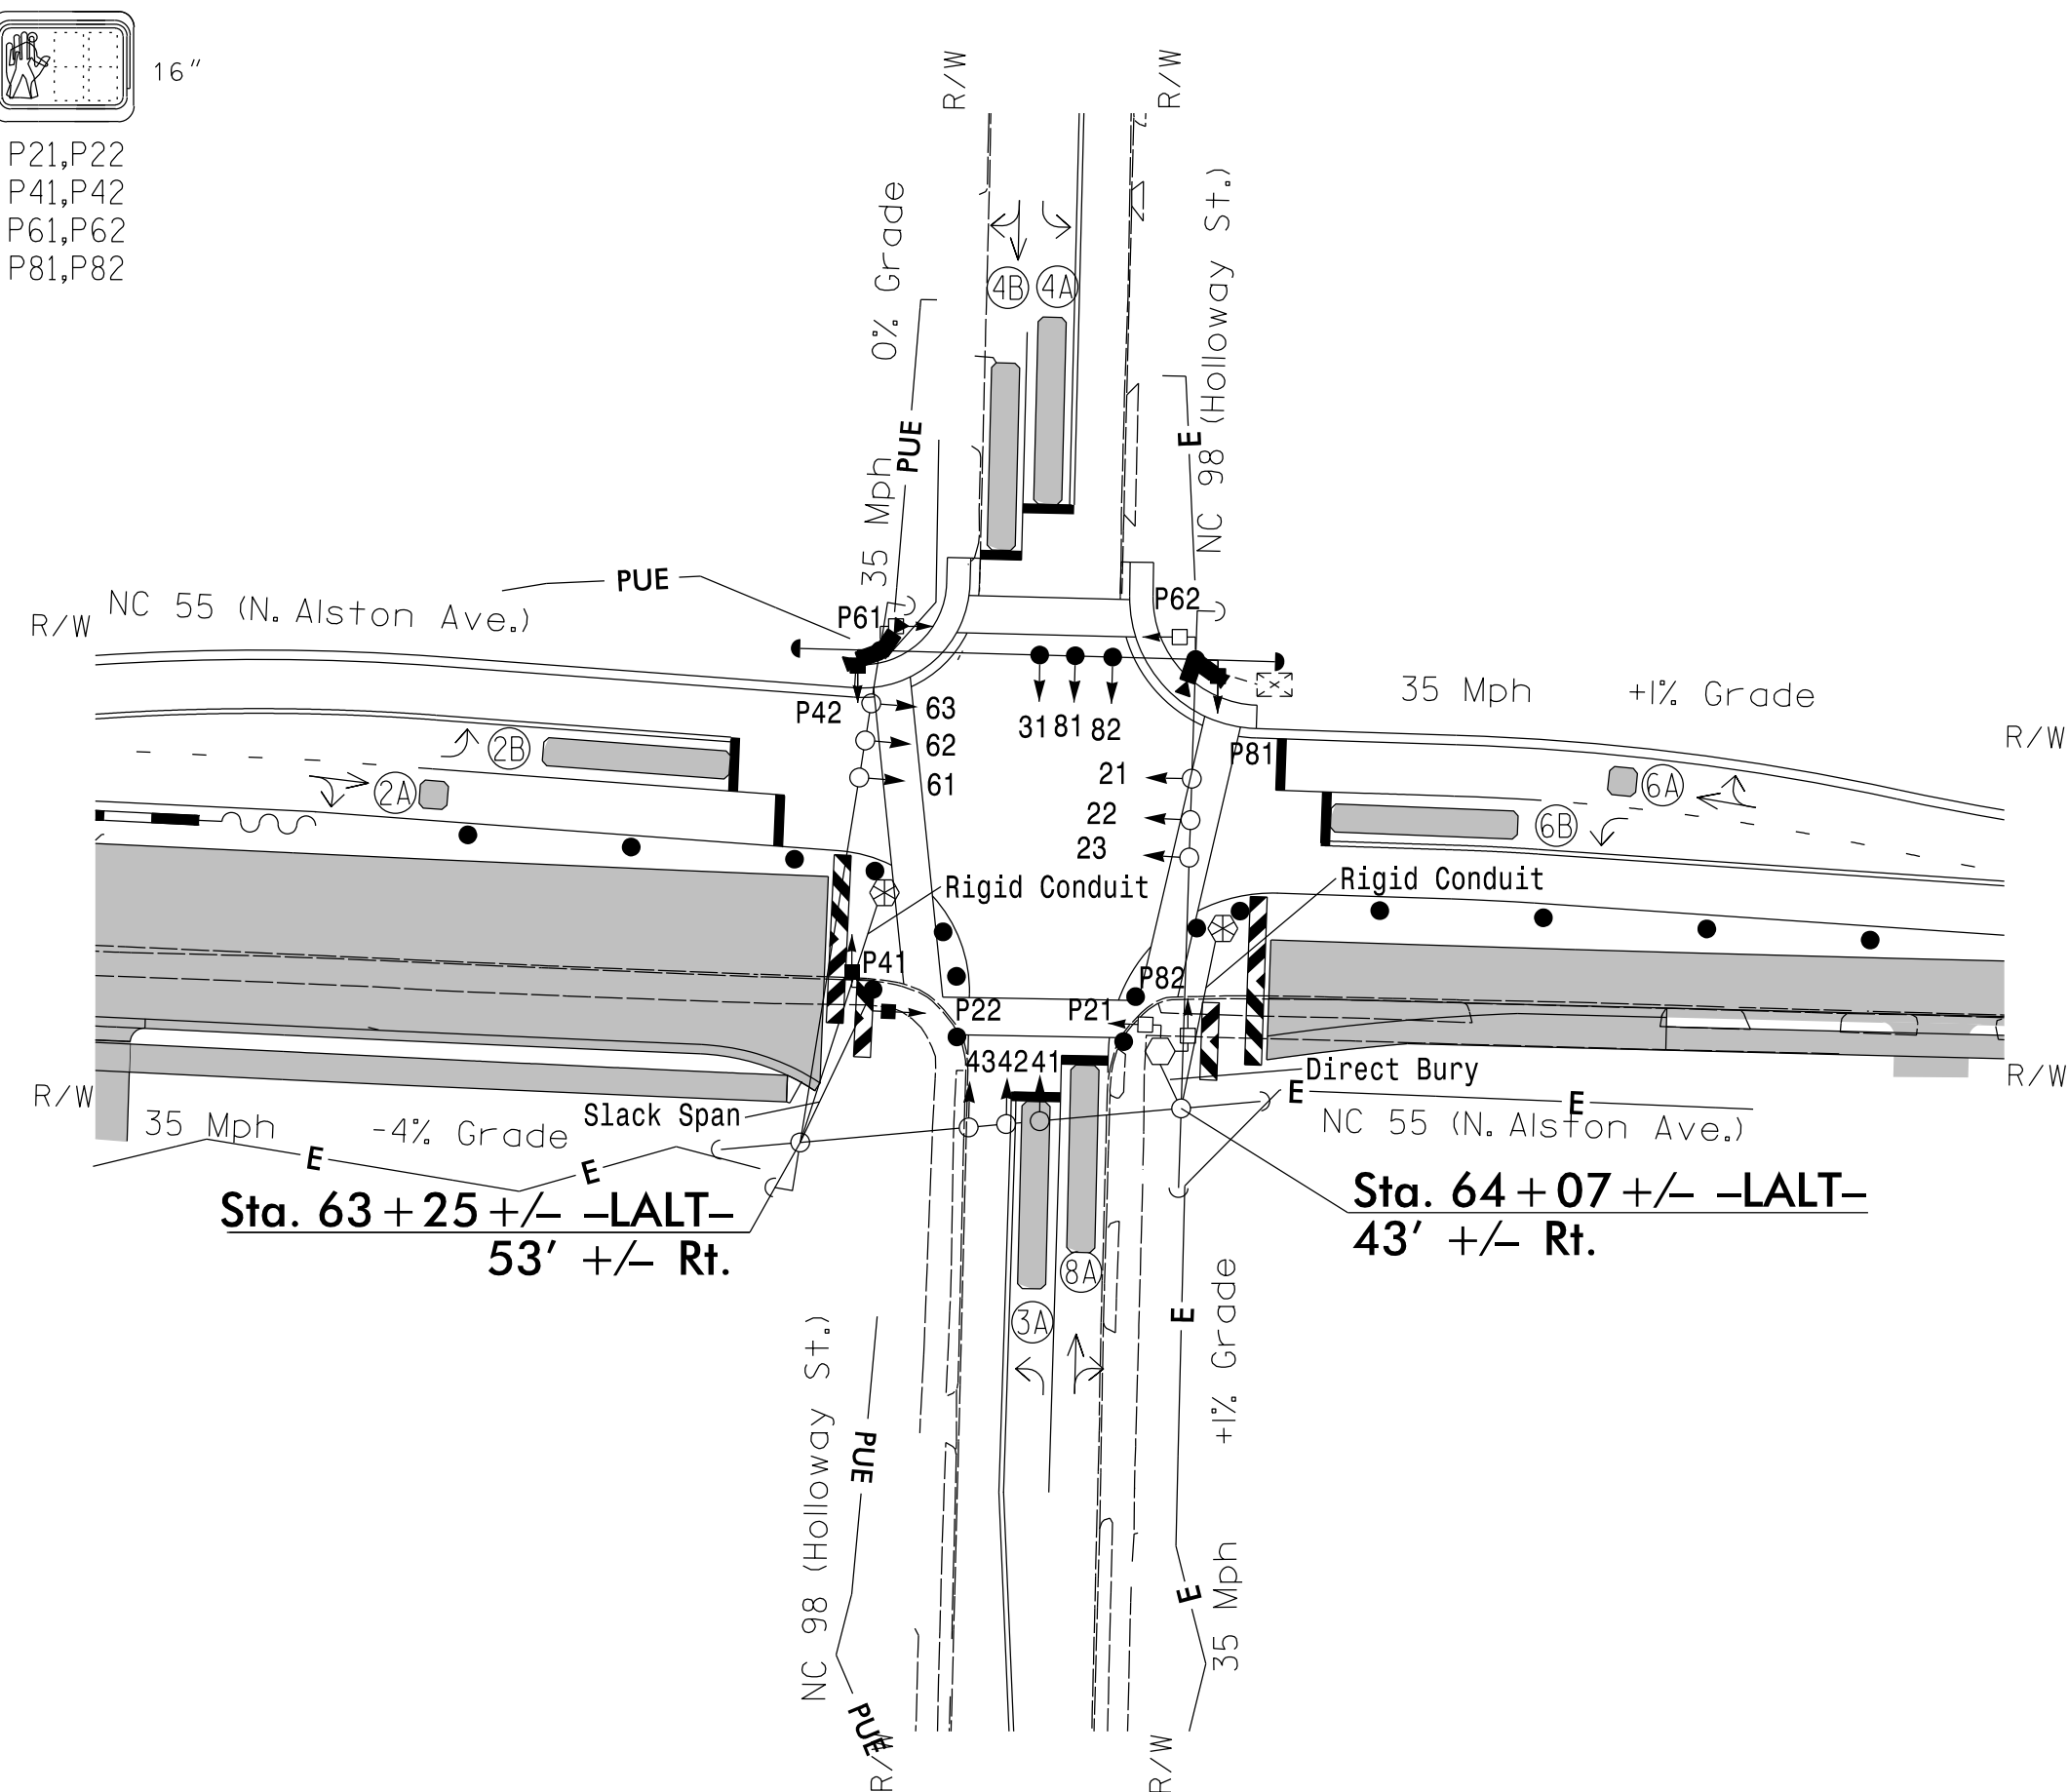 16"
P21,P22
P41,P42
P61,P62
P81,P82
R/W
R/W
0% Grade
35 Mph
NC 98 (Holloway St.)
4B
4A
PUE
E
PUE
NC 55 (N. Alston Ave.)
R/W
P61
P62
P42
63
62
61
31
81
82
21
22
23
P81
35 Mph
+1% Grade
R/W
2B
2A
6A
6B
Rigid Conduit
Rigid Conduit
P41
P22
P21
P82
43
42
41
Direct Bury
R/W
R/W
35 Mph
-4% Grade
Slack Span
E
E
E
E
NC 55 (N. Alston Ave.)
Sta. 63+25 +/- -LALT-
53' +/- Rt.
Sta. 64+07 +/- -LALT-
43' +/- Rt.
8A
3A
E
+1% Grade
NC 98 (Holloway St.)
PUE
35 Mph
E
PUE
R/W
R/W